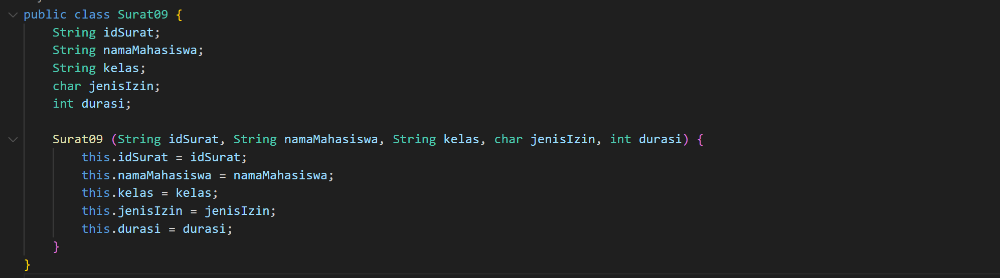 public class Surat09 {
String idSurat;
String namaMahasiswa;
String kelas;
char jenisIzin;
int durasi;
Surat09 (String idSurat, String namaMahasiswa, String kelas, char jenisIzin, int durasi) {
this.idSurat = idSurat;
this.namaMahasiswa = namaMahasiswa;
this.kelas = kelas;
this.jenisIzin = jenisIzin;
this.durasi = durasi;
}
}